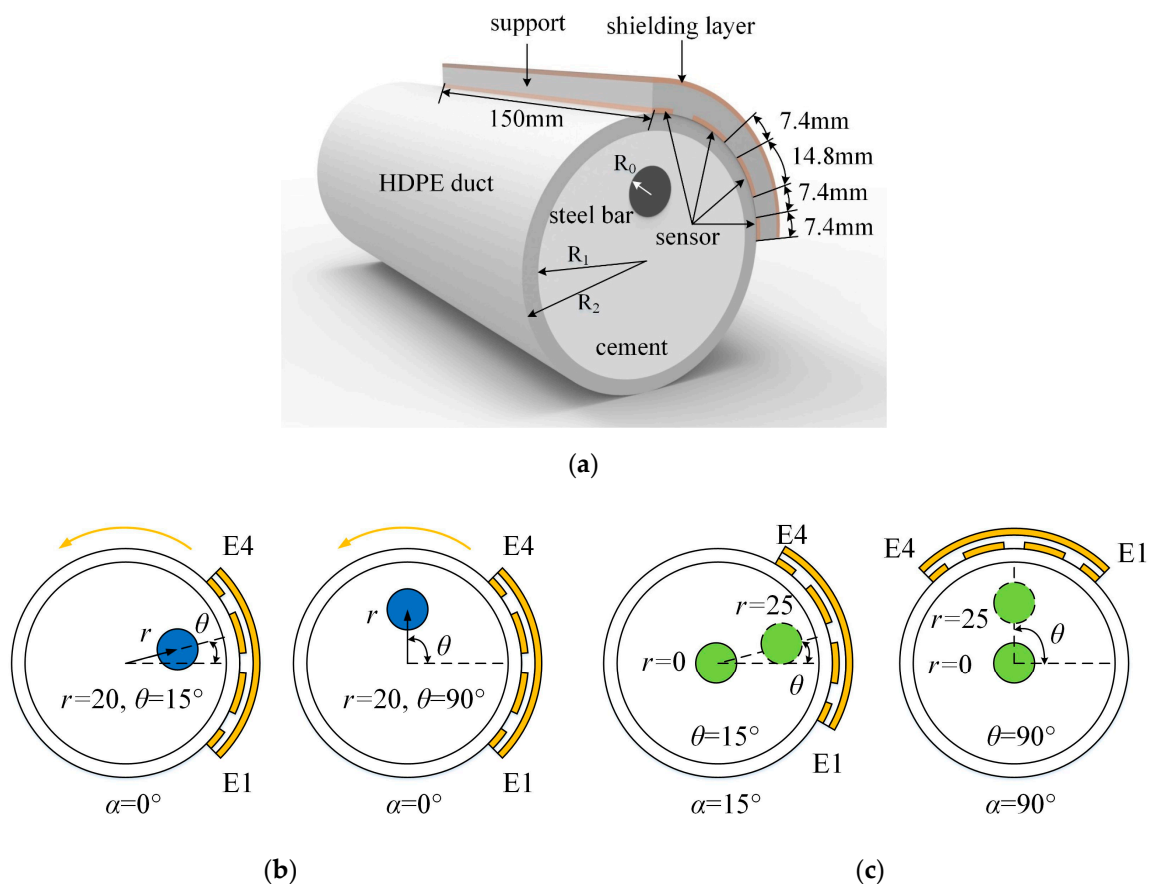 support
shielding layer
150mm
7.4mm
14.8mm
7.4mm
7.4mm
HDPE duct
R0
steel bar
sensor
R1
R2
cement
(a)
E4
r
θ
r=20, θ=15°
E1
α=0°
E4
r
θ
r=20, θ=90°
E1
α=0°
E4
r=25
r=0
θ
θ=15°
E1
α=15°
E4
E1
r=25
θ
r=0
θ=90°
α=90°
(b)
(c)